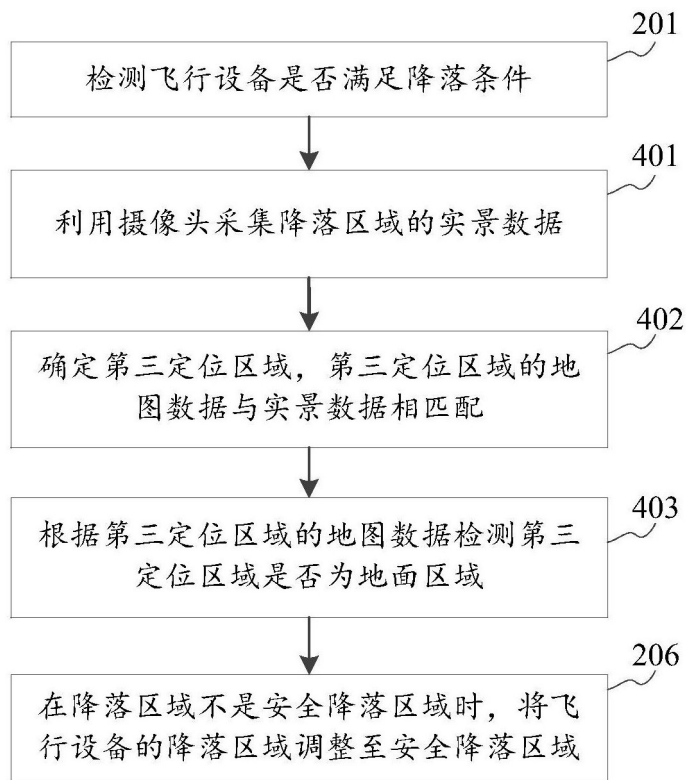 201
检测飞行设备是否满足降落条件
401
利用摄像头采集降落区域的实景数据
402
确定第三定位区域，第三定位区域的地
图数据与实景数据相匹配
403
根据第三定位区域的地图数据检测第三
定位区域是否为地面区域
206
在降落区域不是安全降落区域时，将飞
行设备的降落区域调整至安全降落区域